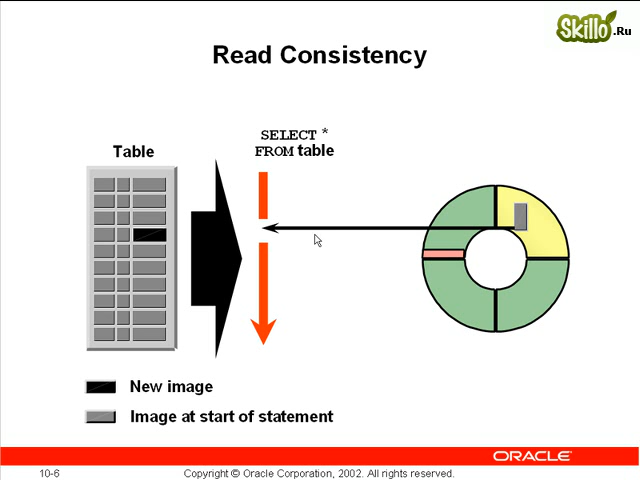 Skillo.Ru
Read Consistency
SELECT *
FROM table
Table
New image
Image at start of statement
ORACLE
10-6 Copyright © Oracle Corporation, 2002. All rights reserved.